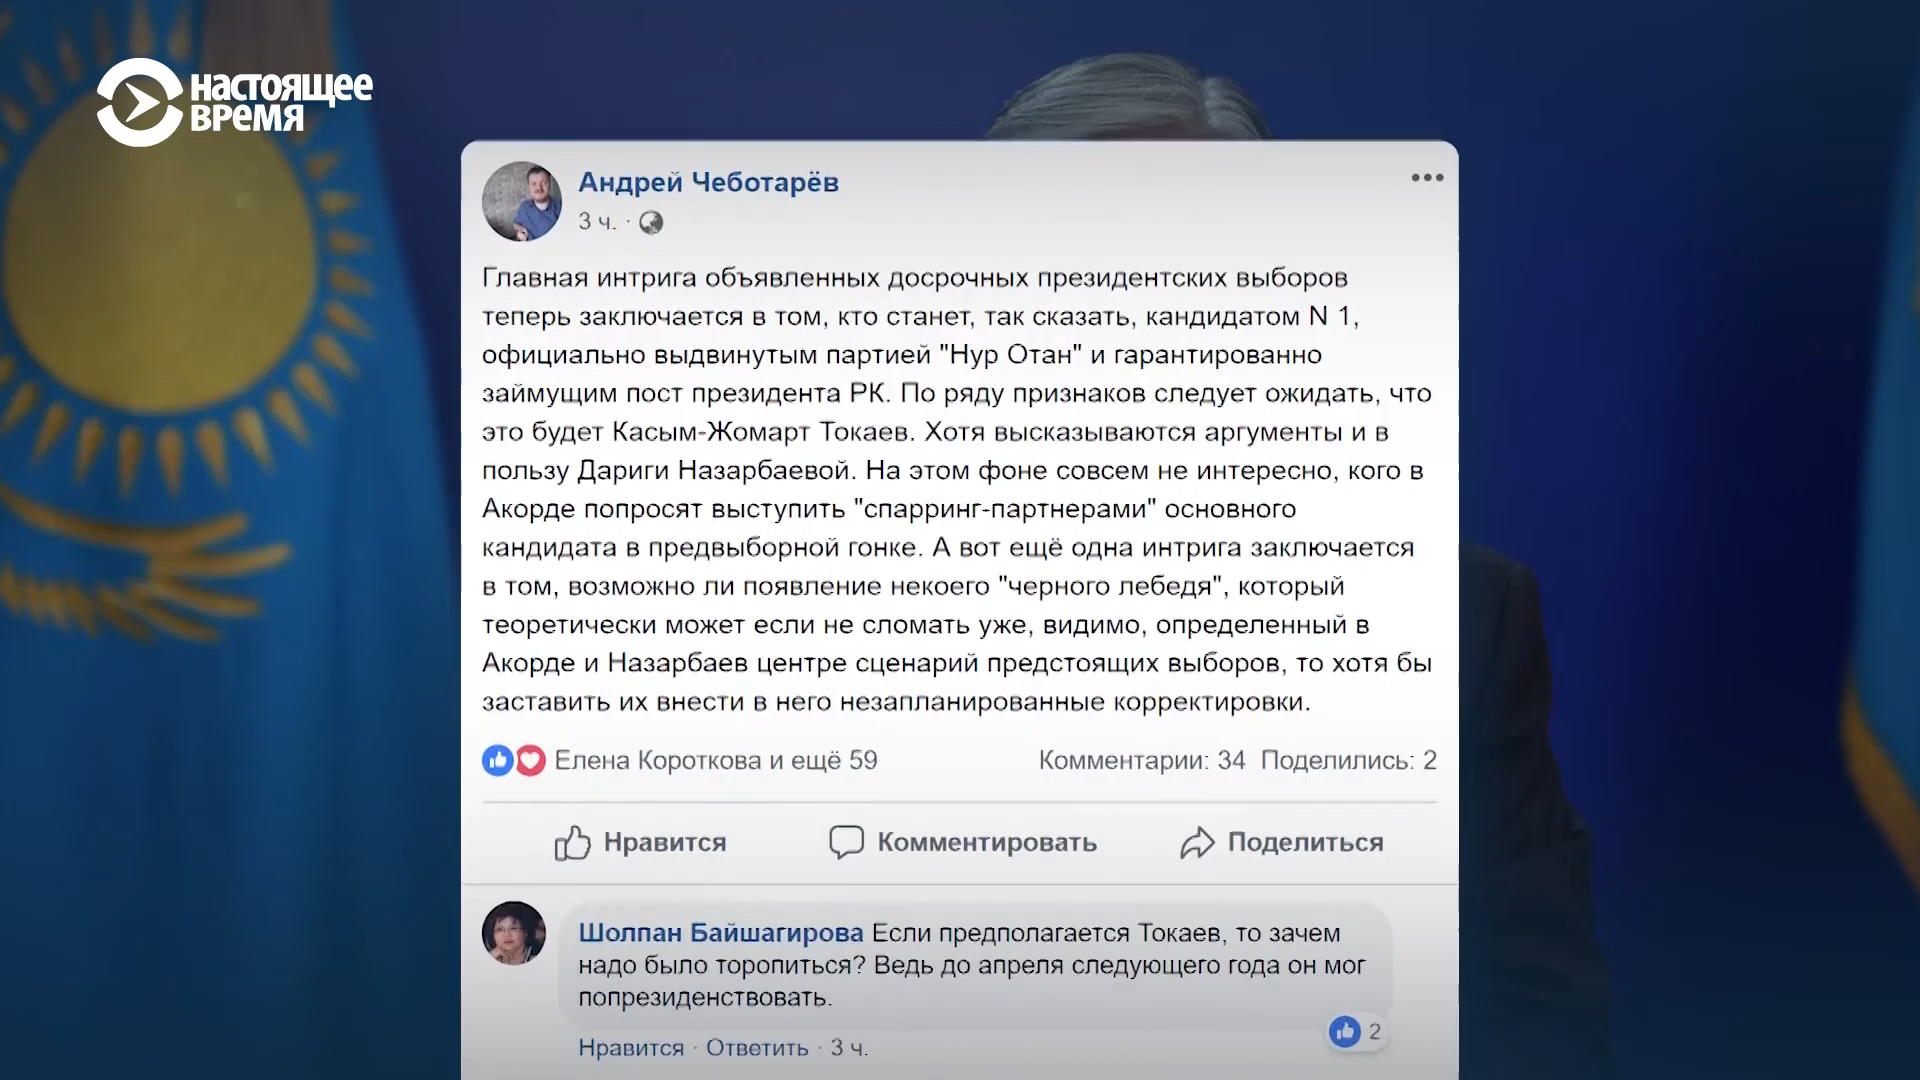 НАСТОЯЩЕЕ
ВРЕМЯ
Андрей Чеботарёв
3 ч. ·
Главная интрига объявленных досрочных президентских выборов
теперь заключается в том, кто станет, так сказать, кандидатом N 1,
официально выдвинутым партией "Нур Отан" и гарантированно
займущим пост президента РК. По ряду признаков следует ожидать, что
это будет Касым-Жомарт Токаев. Хотя высказываются аргументы и в
пользу Дариги Назарбаевой. На этом фоне совсем не интересно, кого в
Акорде попросят выступить "спарринг-партнерами" основного
кандидата в предвыборной гонке. А вот ещё одна интрига заключается
в том, возможно ли появление некоего "черного лебедя", который
теоретически может если не сломать уже, видимо, определенный в
Акорде и Назарбаев центре сценарий предстоящих выборов, то хотя бы
заставить их внести в него незапланированные корректировки.
Елена Короткова и ещё 59 Комментарии: 34 Поделились: 2
Нравится Комментировать Поделиться
Шолпан Байшагирова Если предполагается Токаев, то зачем
надо было торопиться? Ведь до апреля следующего года он мог
попрезиденствовать.
2
Нравится · Ответить · 3 ч.